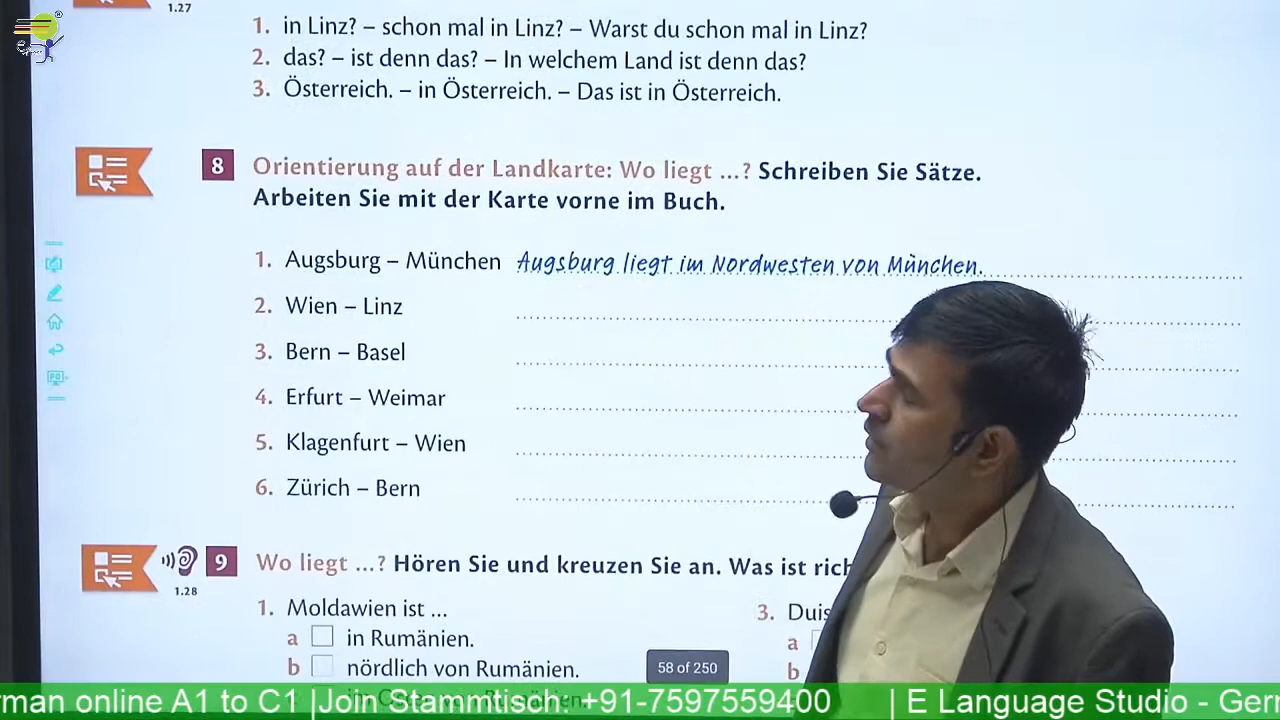 1.27
1. in Linz? – schon mal in Linz? – Warst du schon mal in Linz?
2. das? – ist denn das? – In welchem Land ist denn das?
3. Österreich. – in Österreich. – Das ist in Österreich.
8 Orientierung auf der Landkarte: Wo liegt ...? Schreiben Sie Sätze.
Arbeiten Sie mit der Karte vorne im Buch.
1. Augsburg – München Augsburg liegt im Nordwesten von München.
2. Wien – Linz
3. Bern – Basel
4. Erfurt – Weimar
5. Klagenfurt – Wien
6. Zürich – Bern
9 Wo liegt ...? Hören Sie und kreuzen Sie an. Was ist
1.28
1. Moldawien ist ...
a in Rumänien.
b nördlich von Rumänien.
3.
a
b
58 of 250
rman online A1 to C1 |Join Stammtisch: +91-7597559400 | E Language Studio - Ger